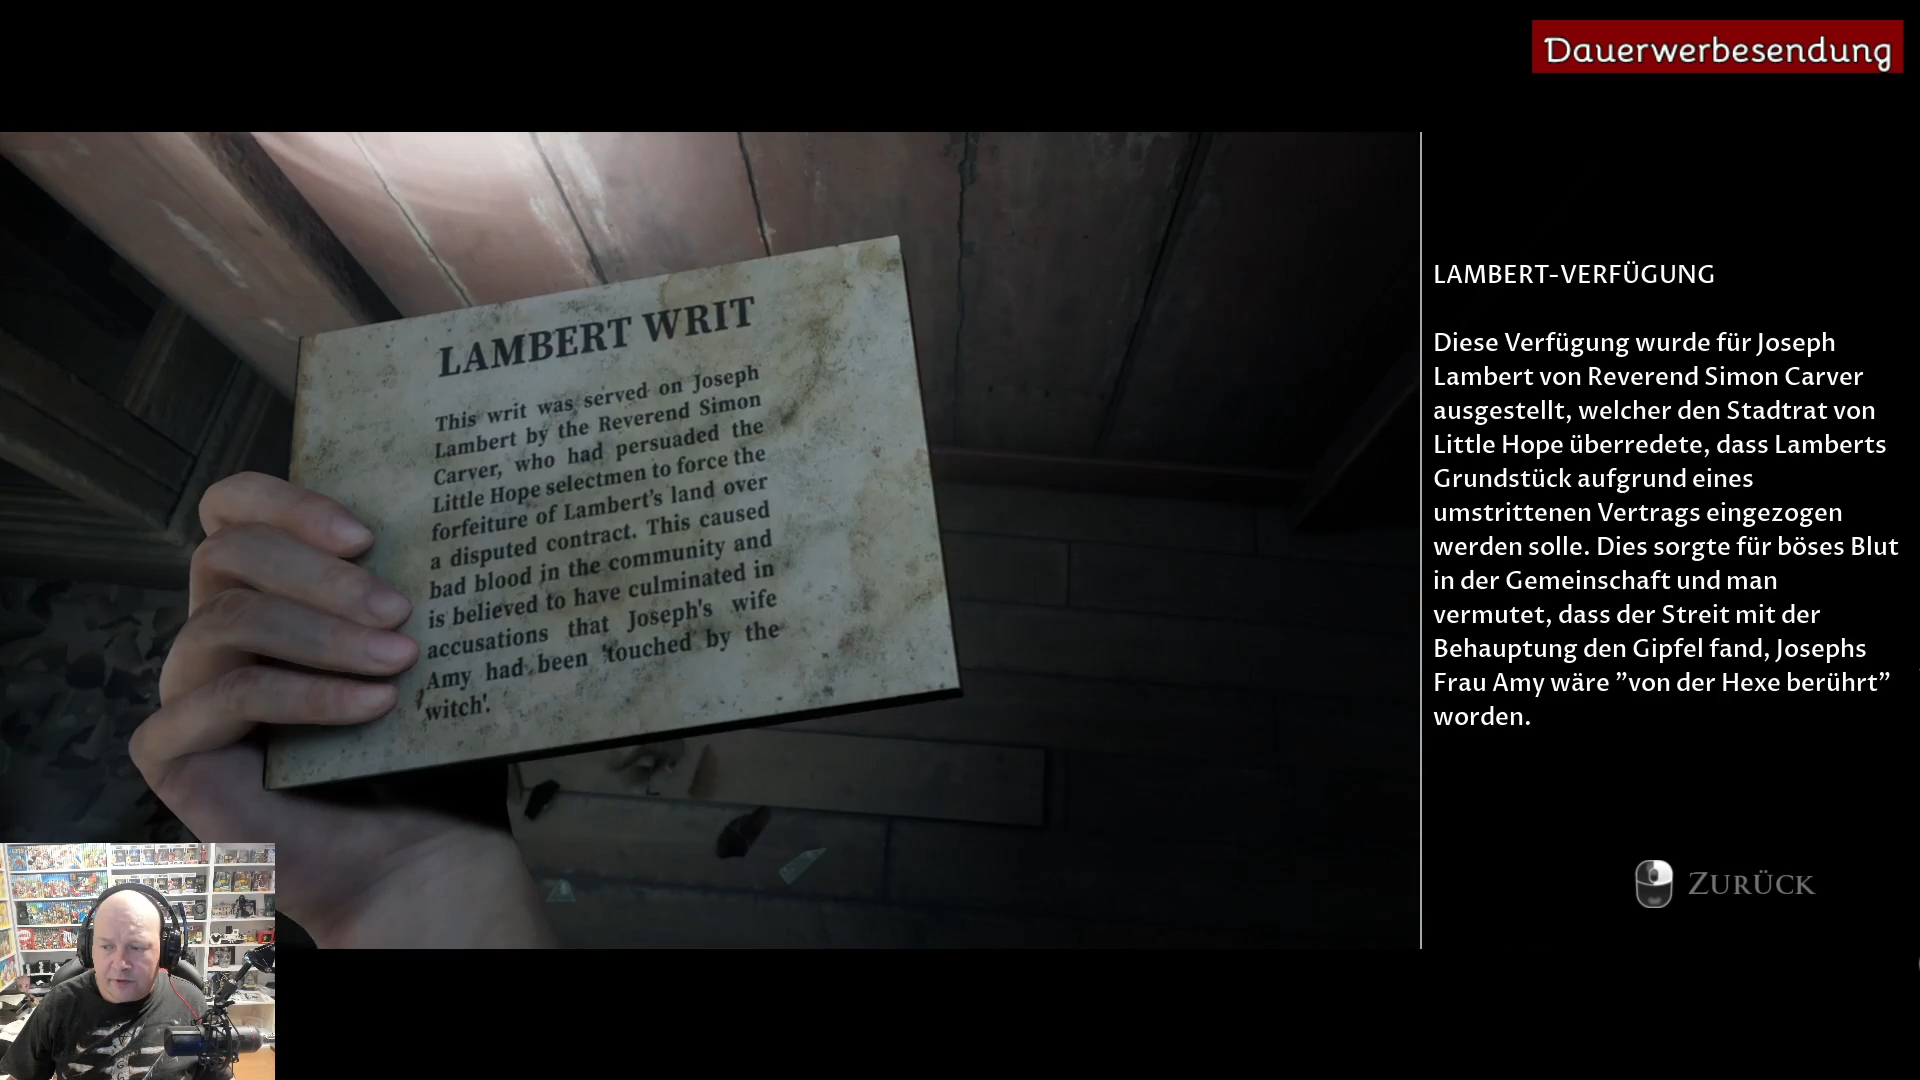 Dauerwerbesendung
LAMBERT WRIT
This writ was served on Joseph
Lambert by the Reverend Simon
Carver, who had persuaded the
Little Hope selectmen to force the
forfeiture of Lambert's land over
a disputed contract. This caused
bad blood in the community and
is believed to have culminated in
accusations that Joseph's wife
Amy had been 'touched by the
witch'.
LAMBERT-VERFÜGUNG
Diese Verfügung wurde für Joseph
Lambert von Reverend Simon Carver
ausgestellt, welcher den Stadtrat von
Little Hope überredete, dass Lamberts
Grundstück aufgrund eines
umstrittenen Vertrags eingezogen
werden solle. Dies sorgte für böses Blut
in der Gemeinschaft und man
vermutet, dass der Streit mit der
Behauptung den Gipfel fand, Josephs
Frau Amy wäre ”von der Hexe berührt”
worden.
ZURÜCK